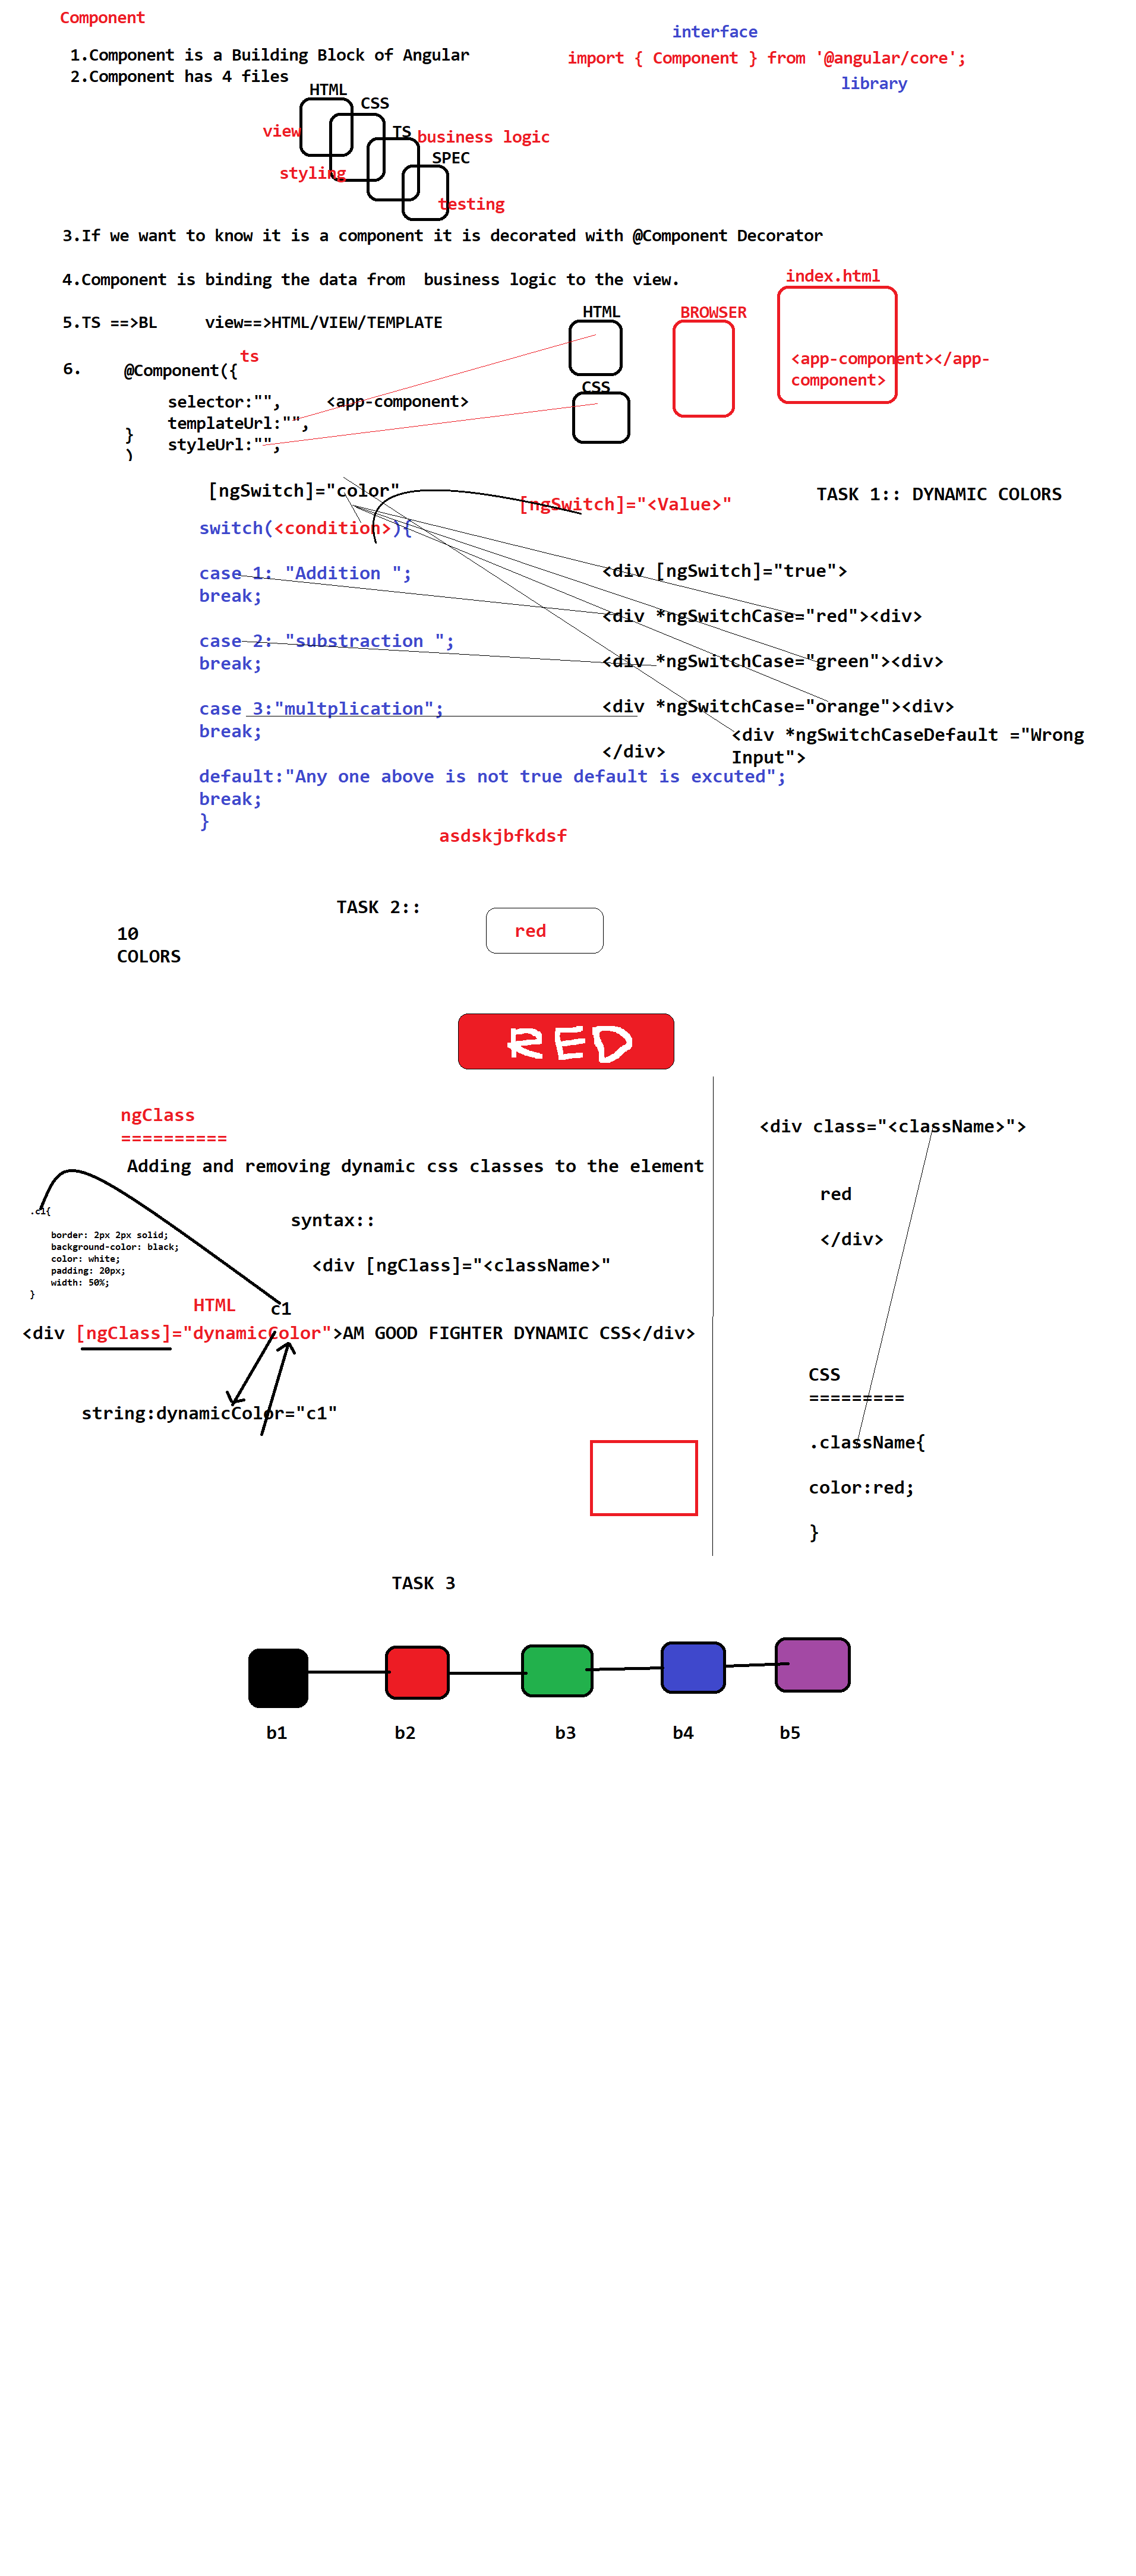 Component
interface
1.Component is a Building Block of Angular
import { Component } from '@angular/core';
2.Component has 4 files
library
HTML
CSS
view
TS
business logic
SPEC
styling
testing
3.If we want to know it is a component it is decorated with @Component Decorator
4.Component is binding the data from  business logic to the view.
index.html
5.TS ==>BL     view==>HTML/VIEW/TEMPLATE
HTML
BROWSER
ts
<app-component></app-
component>
6.
@Component({
CSS
selector:"",
<app-component>
templateUrl:"",
}
styleUrl:"",
)
[ngSwitch]="color"
[ngSwitch]="<Value>"
TASK 1:: DYNAMIC COLORS
switch(<condition>){
case 1: "Addition ";
break;
case 2: "substraction ";
break;
case 3:"multplication";
break;
default:"Any one above is not true default is excuted";
break;
}
<div [ngSwitch]="true">
<div *ngSwitchCase="red"><div>
<div *ngSwitchCase="green"><div>
<div *ngSwitchCase="orange"><div>
<div *ngSwitchCaseDefault ="Wrong
Input">
</div>
asdskjbfkdsf
TASK 2::
10
COLORS
red
RED
ngClass
==========
Adding and removing dynamic css classes to the element
.c1{
border: 2px 2px solid;
background-color: black;
color: white;
padding: 20px;
width: 50%;
}
syntax::
<div [ngClass]="<className>"
HTML
c1
<div [ngClass]="dynamicColor">AM GOOD FIGHTER DYNAMIC CSS</div>
string:dynamicColor="c1"
<div class="<className>">
red
</div>
CSS
=========
.className{
color:red;
}
TASK 3
b1
b2
b3
b4
b5